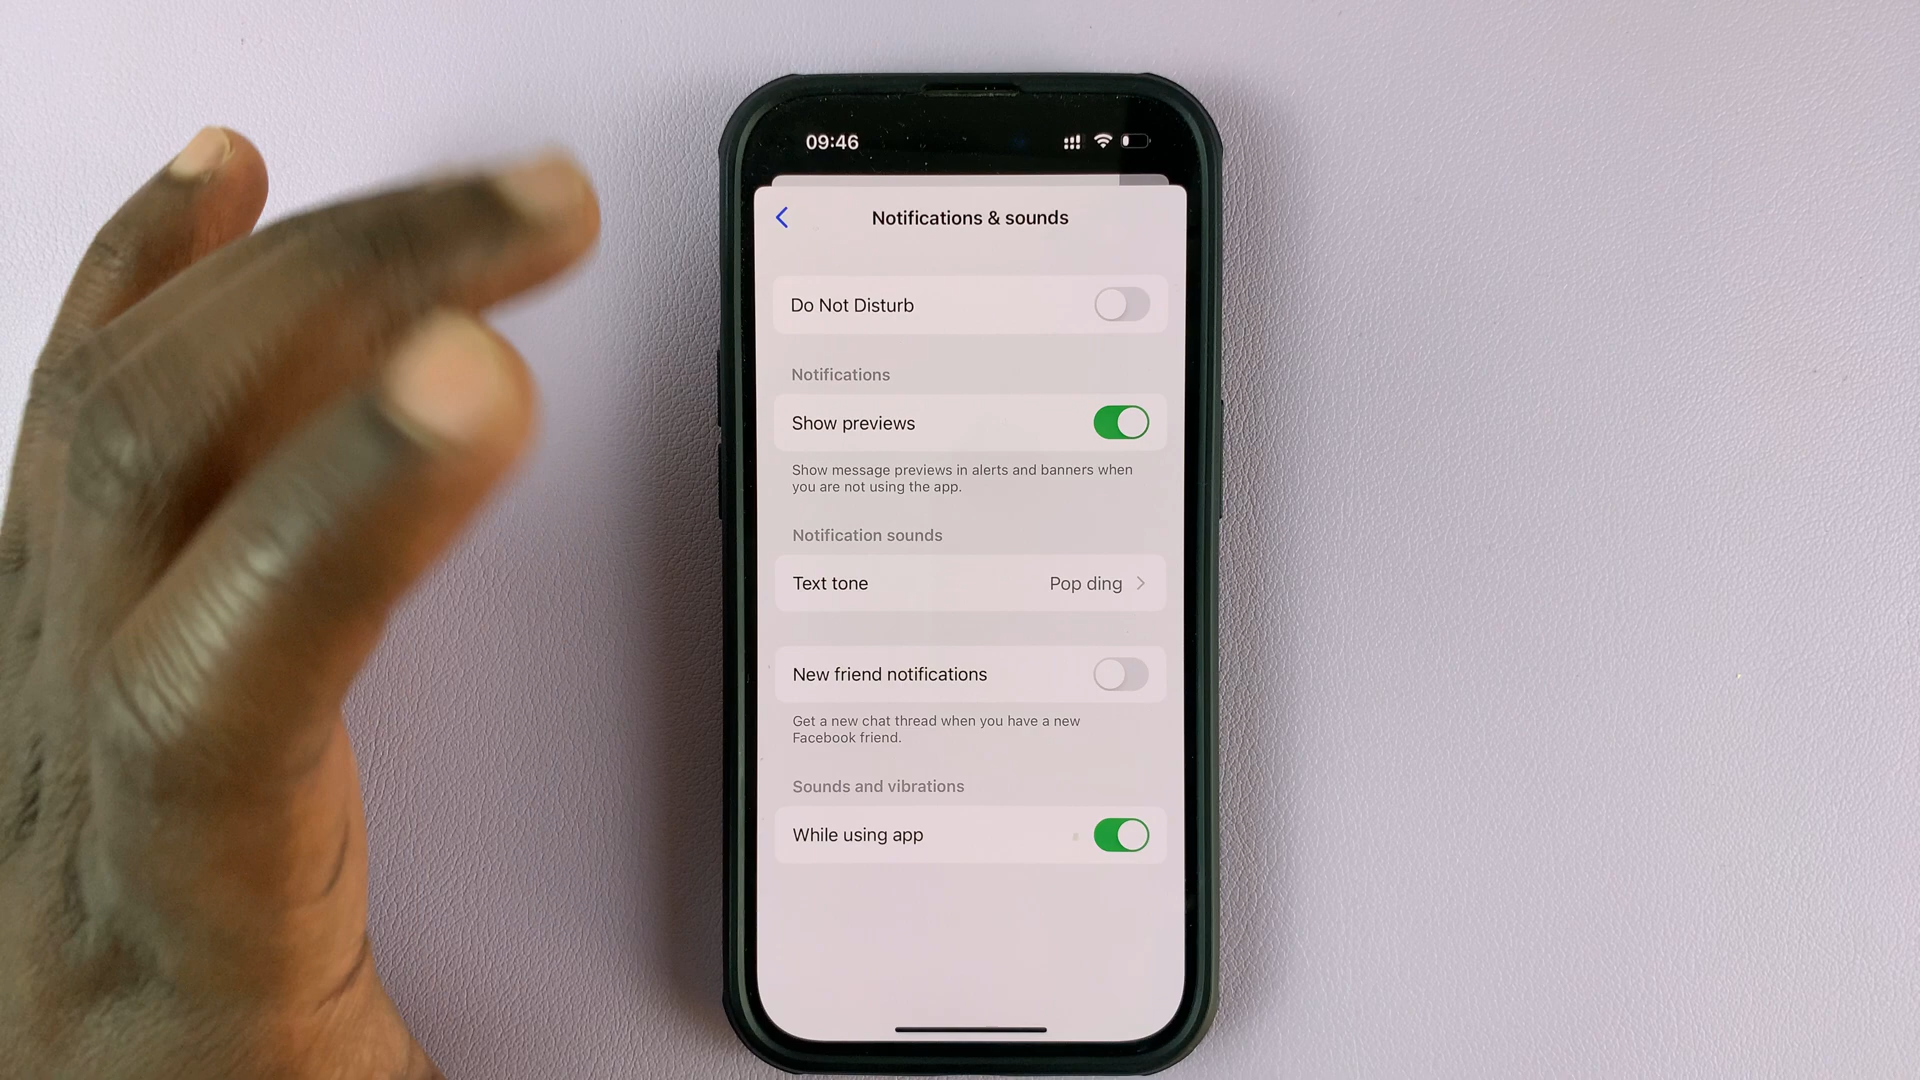 09:46
Notifications & sounds
Do Not Disturb
Notifications
Show previews
Show message previews in alerts and banners when
you are not using the app.
Notification sounds
Text tone Pop ding
New friend notifications
Get a new chat thread when you have a new
Facebook friend.
Sounds and vibrations
While using app